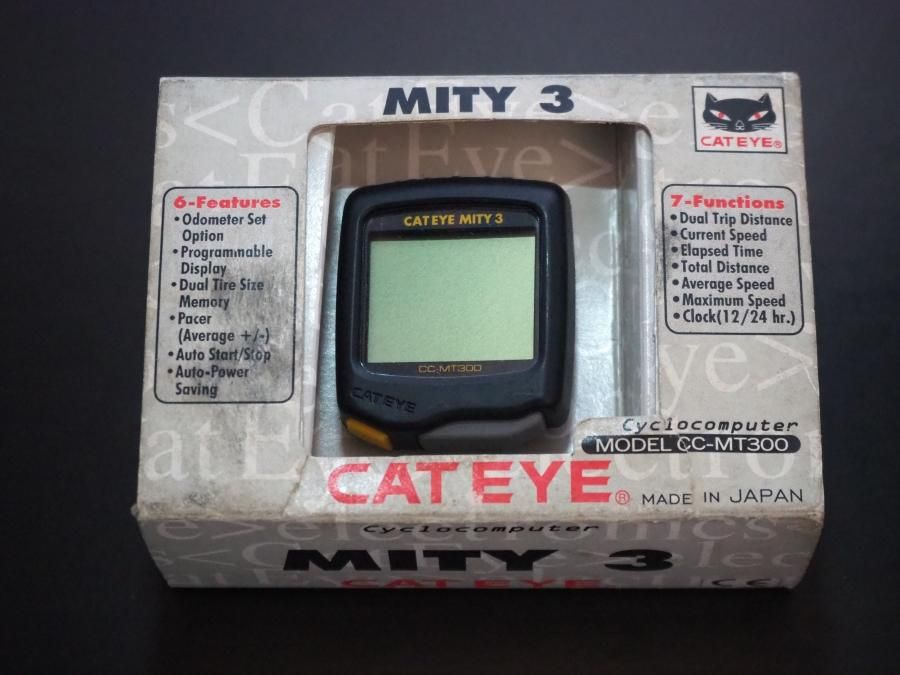 MITY 3
CATEYE®
6-Features
•Odometer Set
Option
•Programmable
Display
•Dual Tire Size
Memory
•Pacer
(Average +/-)
•Auto Start/Stop
•Auto-Power
Saving
CATEYE MITY 3
CC-MT300
CATEYE
7-Functions
•Dual Trip Distance
•Current Speed
•Elapsed Time
•Total Distance
•Average Speed
•Maximum Speed
•Clock(12/24 hr.)
Cyclocomputer
MODEL CC-MT300
CATEYE® MADE IN JAPAN
Cyclocomputer
MITY 3
CATEYE
CE